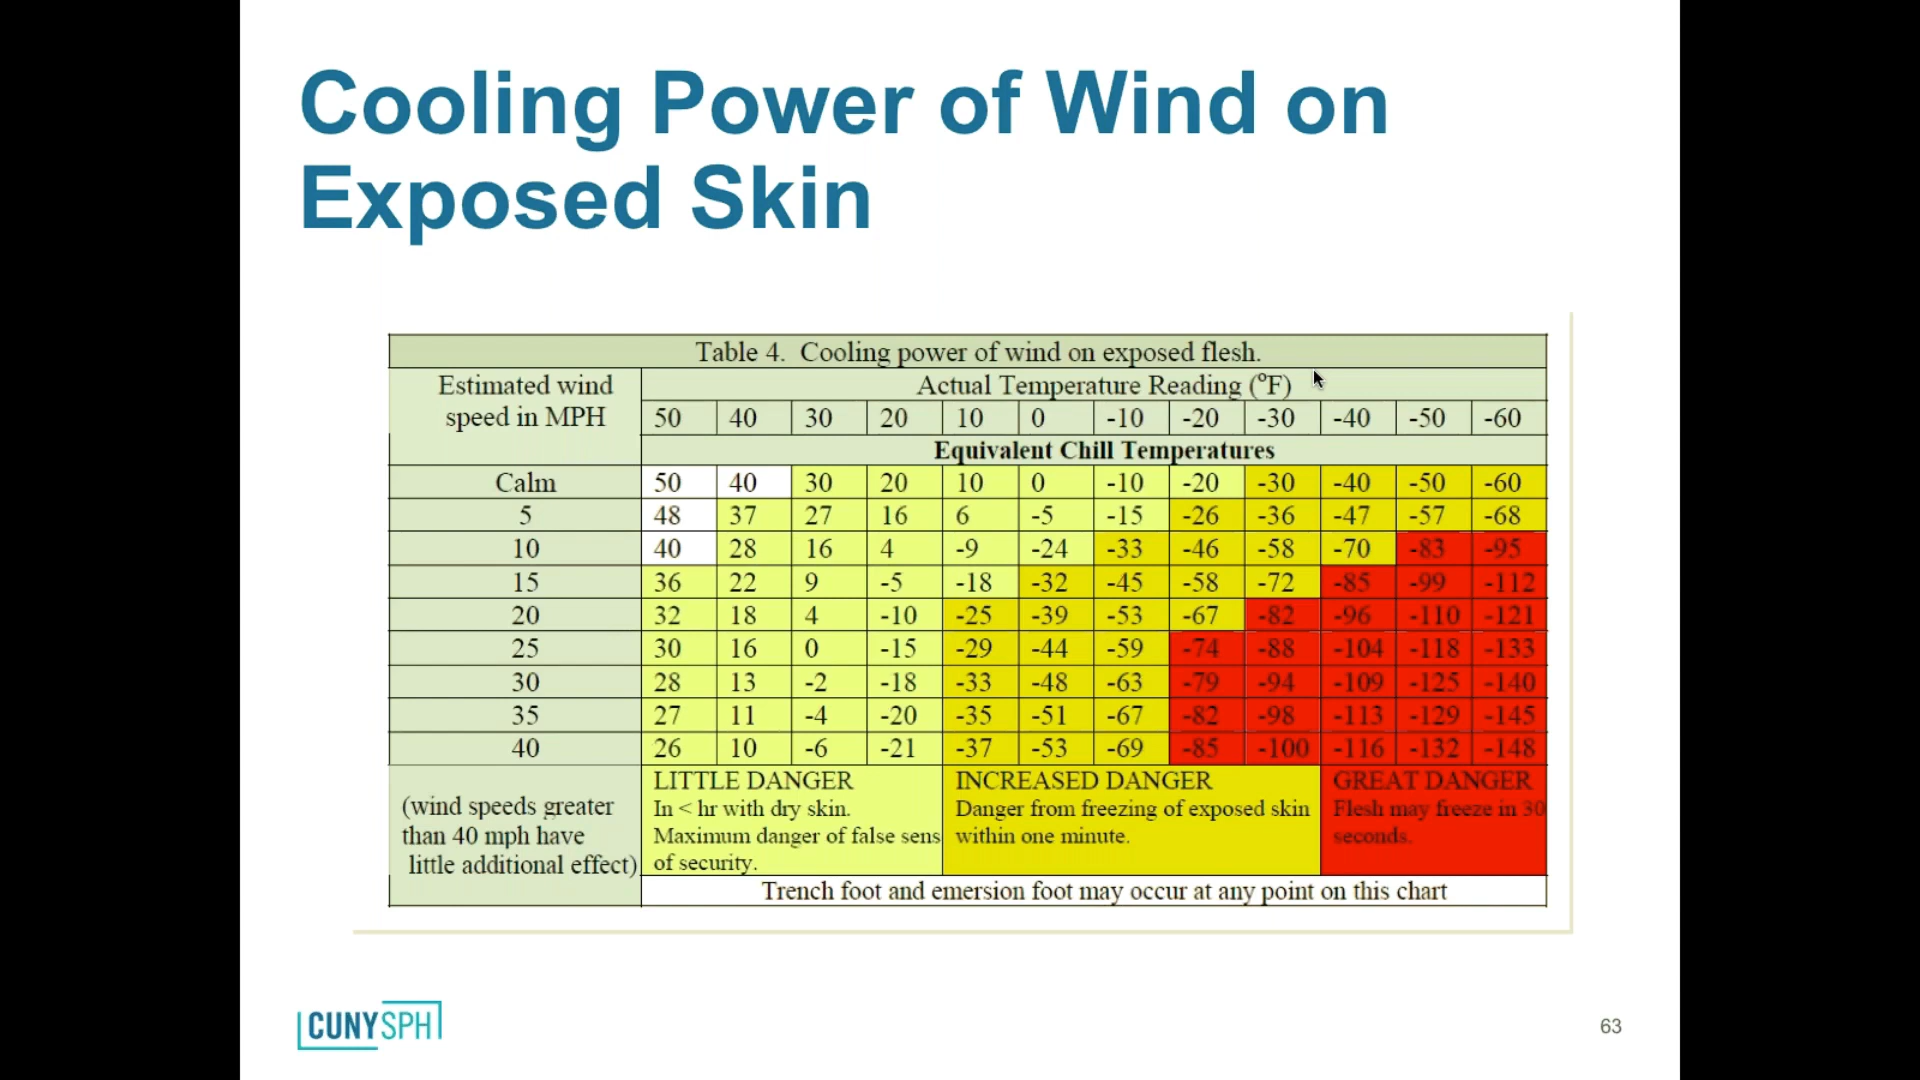 Cooling Power of Wind on
Exposed Skin
Table 4. Cooling power of wind on exposed flesh.
Estimated wind
speed in MPH
Actual Temperature Reading (°F)
50 40 30 20 10 0 -10 -20 -30 -40 -50 -60
Equivalent Chill Temperatures
Calm 50 40 30 20 10 0 -10 -20 -30 -40 -50 -60
5 48 37 27 16 6 -5 -15 -26 -36 -47 -57 -68
10 40 28 16 4 -9 -24 -33 -46 -58 -70 -83 -95
15 36 22 9 -5 -18 -32 -45 -58 -72 -85 -99 -112
20 32 18 4 -10 -25 -39 -53 -67 -82 -96 -110 -121
25 30 16 0 -15 -29 -44 -59 -74 -88 -104 -118 -133
30 28 13 -2 -18 -33 -48 -63 -79 -94 -109 -125 -140
35 27 11 -4 -20 -35 -51 -67 -82 -98 -113 -129 -145
40 26 10 -6 -21 -37 -53 -69 -85 -100 -116 -132 -148
(wind speeds greater
than 40 mph have
little additional effect)
LITTLE DANGER
In < hr with dry skin.
Maximum danger of false sens
of security.
INCREASED DANGER
Danger from freezing of exposed skin
within one minute.
GREAT DANGER
Flesh may freeze in 30
seconds.
Trench foot and emersion foot may occur at any point on this chart
CUNYSPH
63